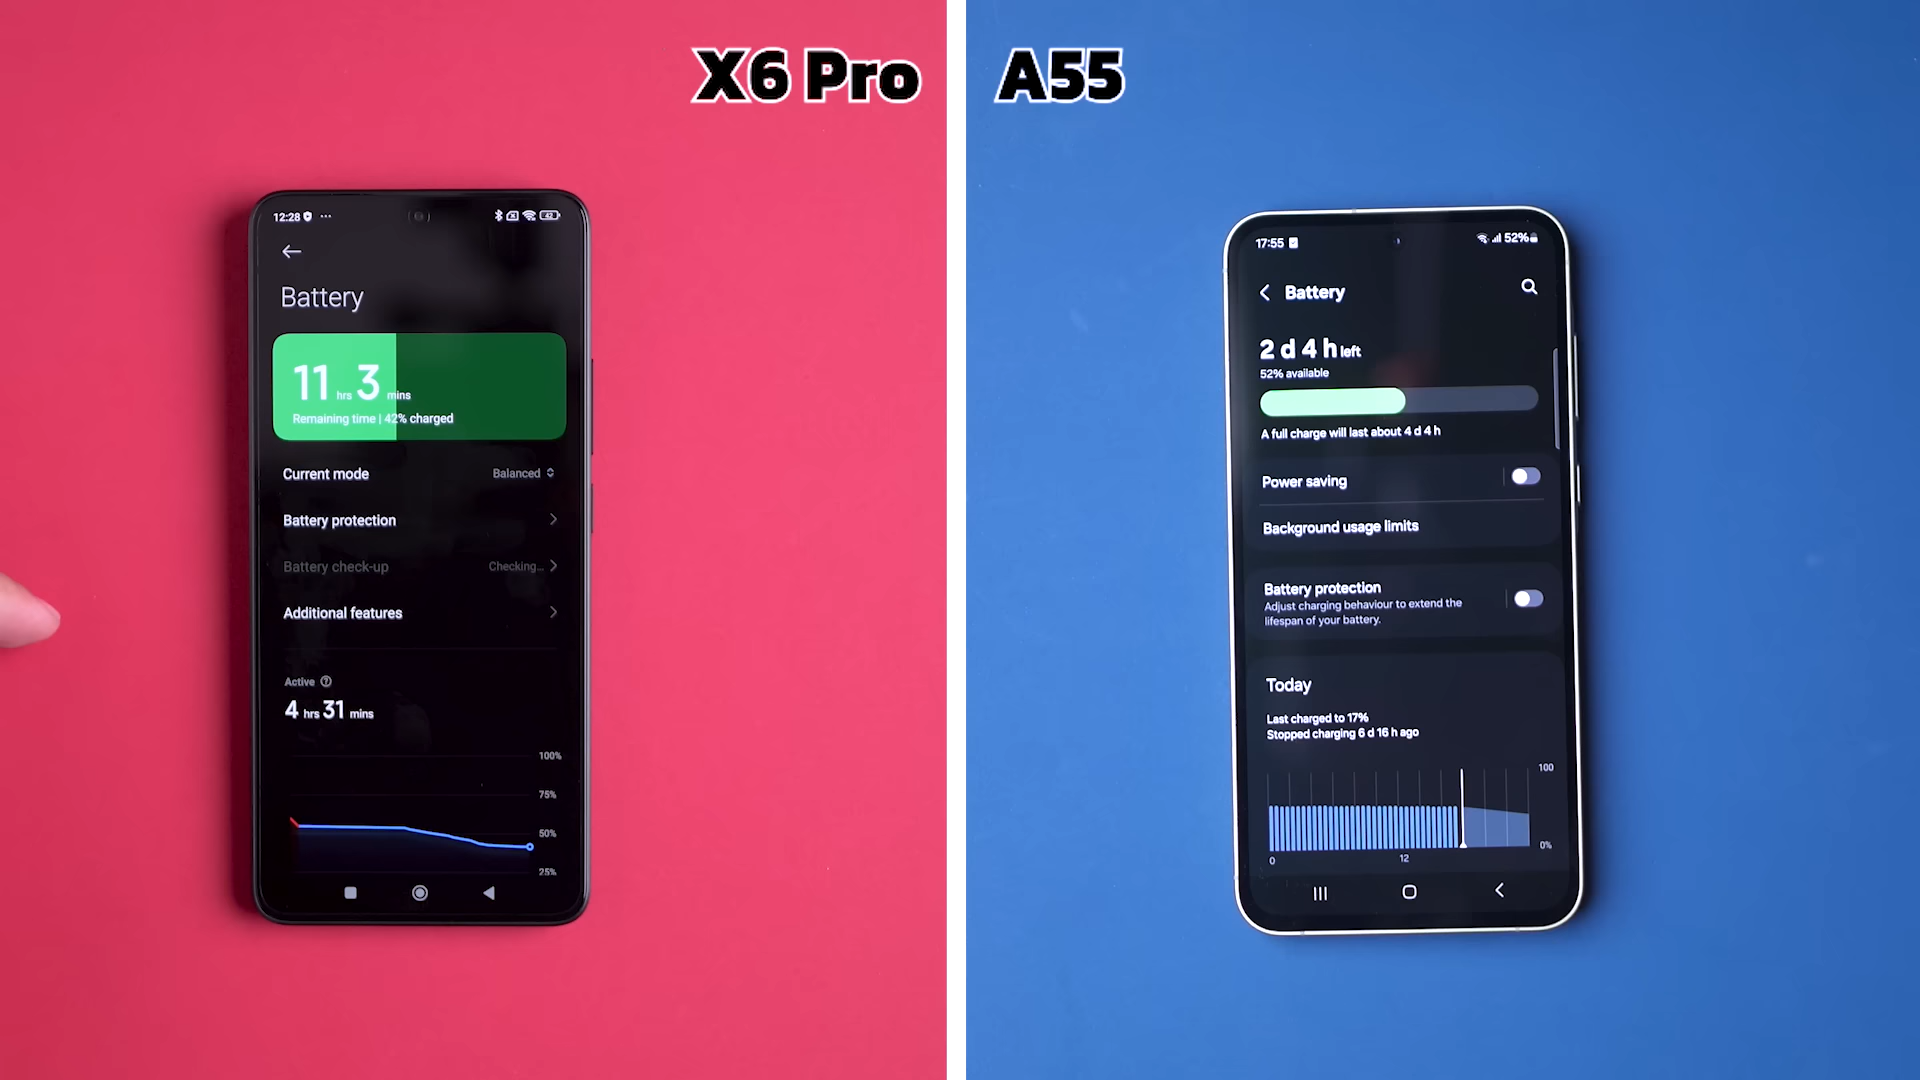 X6 Pro
12:28
42
Battery
11 hrs 3 mins
Remaining time | 42% charged
Current mode
Balanced
Battery protection
Battery check-up
Checking...
Additional features
Active ?
4 hrs 31 mins
100%
75%
50%
25%
A55
17:55
52%
Battery
2 d 4 h left
52% available
A full charge will last about 4 d 4 h
Power saving
Background usage limits
Battery protection
Adjust charging behaviour to extend the
lifespan of your battery.
Today
Last charged to 17%
Stopped charging 6 d 16 h ago
100
0%
0
12